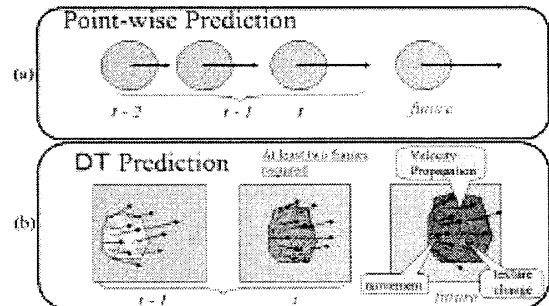 Point-wise Prediction
(a)
t - 2
t - 1
t
future
DT Prediction
At least two frames
required
Velocity
Propagation
(b)
movement
texture
change
t - 1
t
future